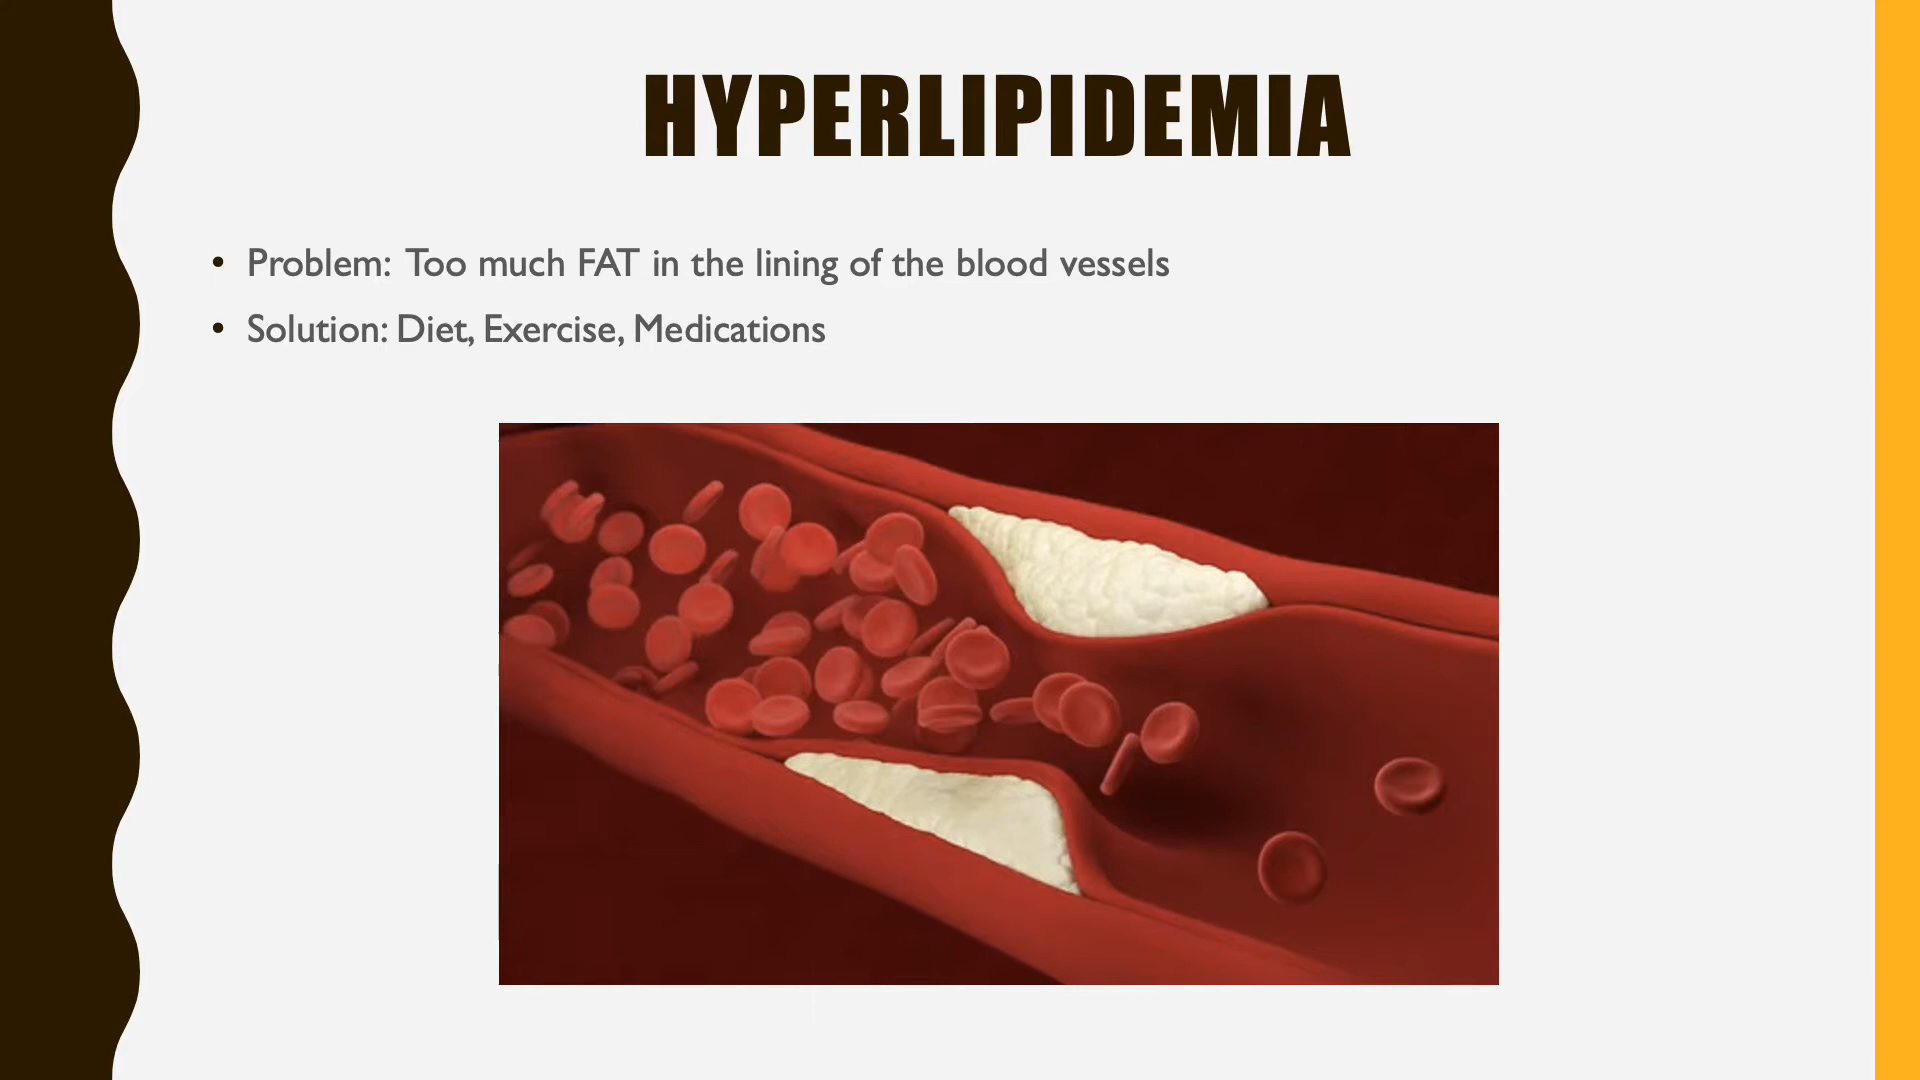 HYPERLIPIDEMIA
• Problem: Too much FAT in the lining of the blood vessels
• Solution: Diet, Exercise, Medications